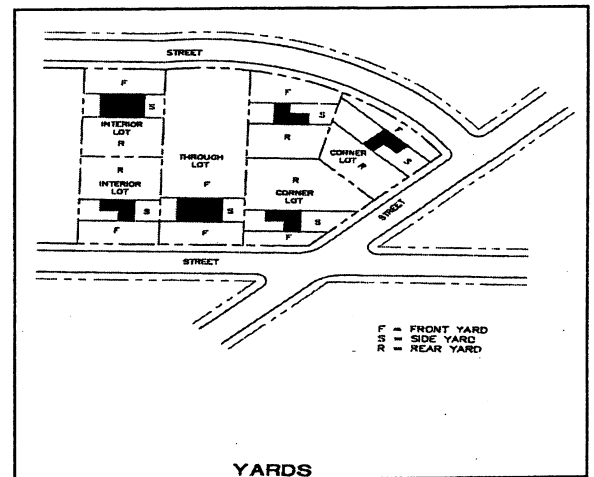 STREET
F
S
INTERIOR
LOT
R
R
INTERIOR
LOT
S
F
THROUGH
LOT
F
S
F
F
S
R
R
CORNER
LOT
S
F
F
S
CORNER
LOT
R
STREET
STREET
F = FRONT YARD
S = SIDE YARD
R = REAR YARD
YARDS